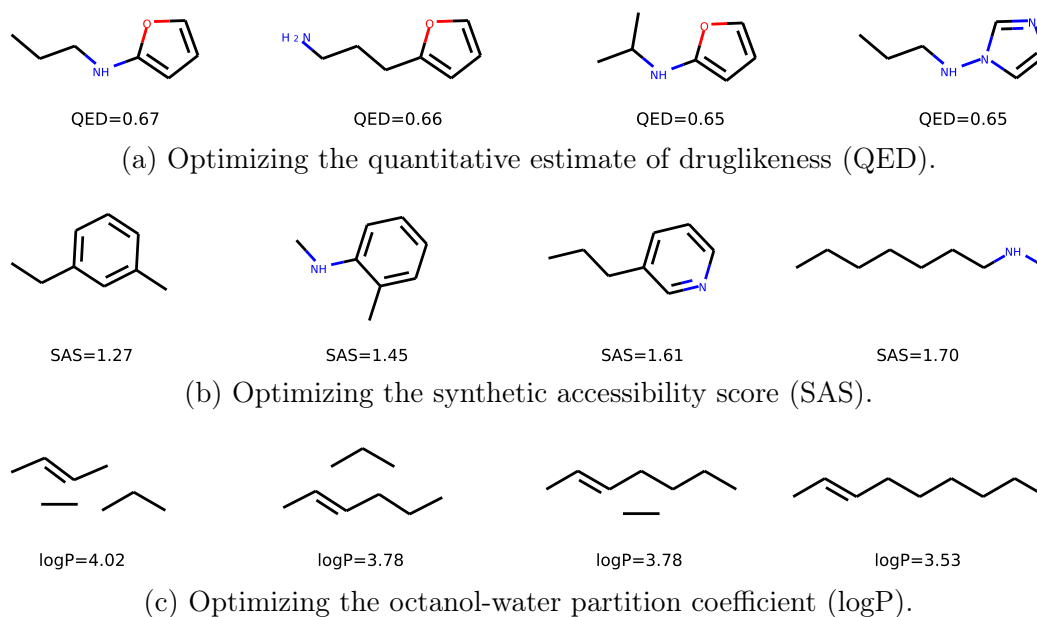 O O O N
NH H 2 N NH NH N
QED=0.67 QED=0.66 QED=0.65 QED=0.65
(a) Optimizing the quantitative estimate of druglikeness (QED).
NH N NH
SAS=1.27 SAS=1.45 SAS=1.61 SAS=1.70
(b) Optimizing the synthetic accessibility score (SAS).
logP=4.02 logP=3.78 logP=3.78 logP=3.53
(c) Optimizing the octanol-water partition coefficient (logP).